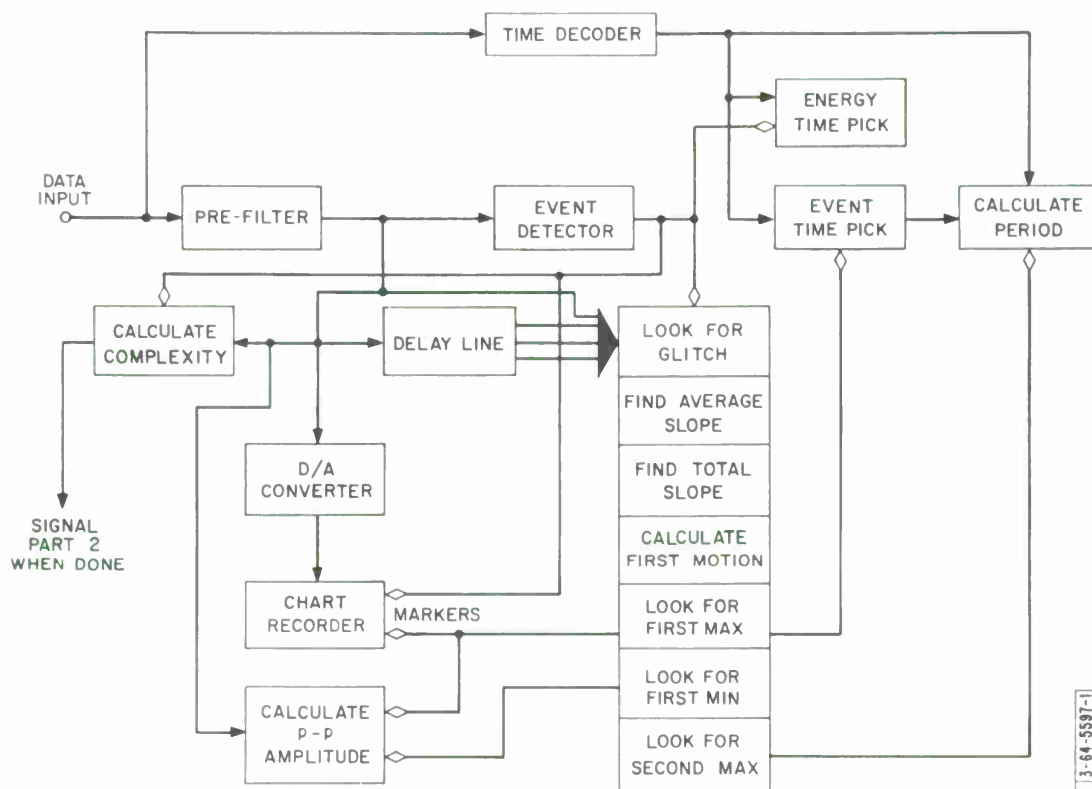 TIME DECODER
ENERGY
TIME PICK
DATA
INPUT
PRE-FILTER
EVENT
DETECTOR
EVENT
TIME PICK
CALCULATE
PERIOD
CALCULATE
COMPLEXITY
DELAY LINE
LOOK FOR
GLITCH
FIND AVERAGE
SLOPE
D/A
CONVERTER
FIND TOTAL
SLOPE
SIGNAL
PART 2
WHEN DONE
CALCULATE
FIRST MOTION
CHART
RECORDER
MARKERS
LOOK FOR
FIRST MAX
LOOK FOR
FIRST MIN
CALCULATE
p-p
AMPLITUDE
LOOK FOR
SECOND MAX
3-64-5597-1